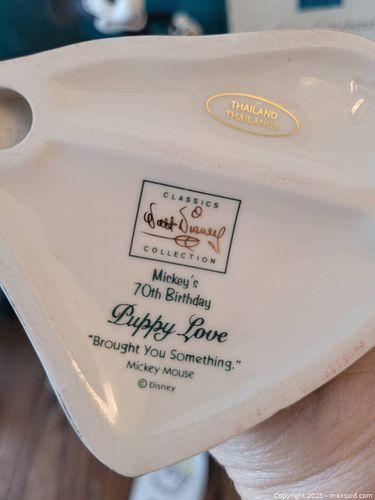 THAILAND
THAILANDE
CLASSICS
Walt Disney
COLLECTION
Mickey's
70th Birthday
Puppy Love
"Brought You Something."
Mickey Mouse
© Disney
Copyright 2025 - maxsold.com